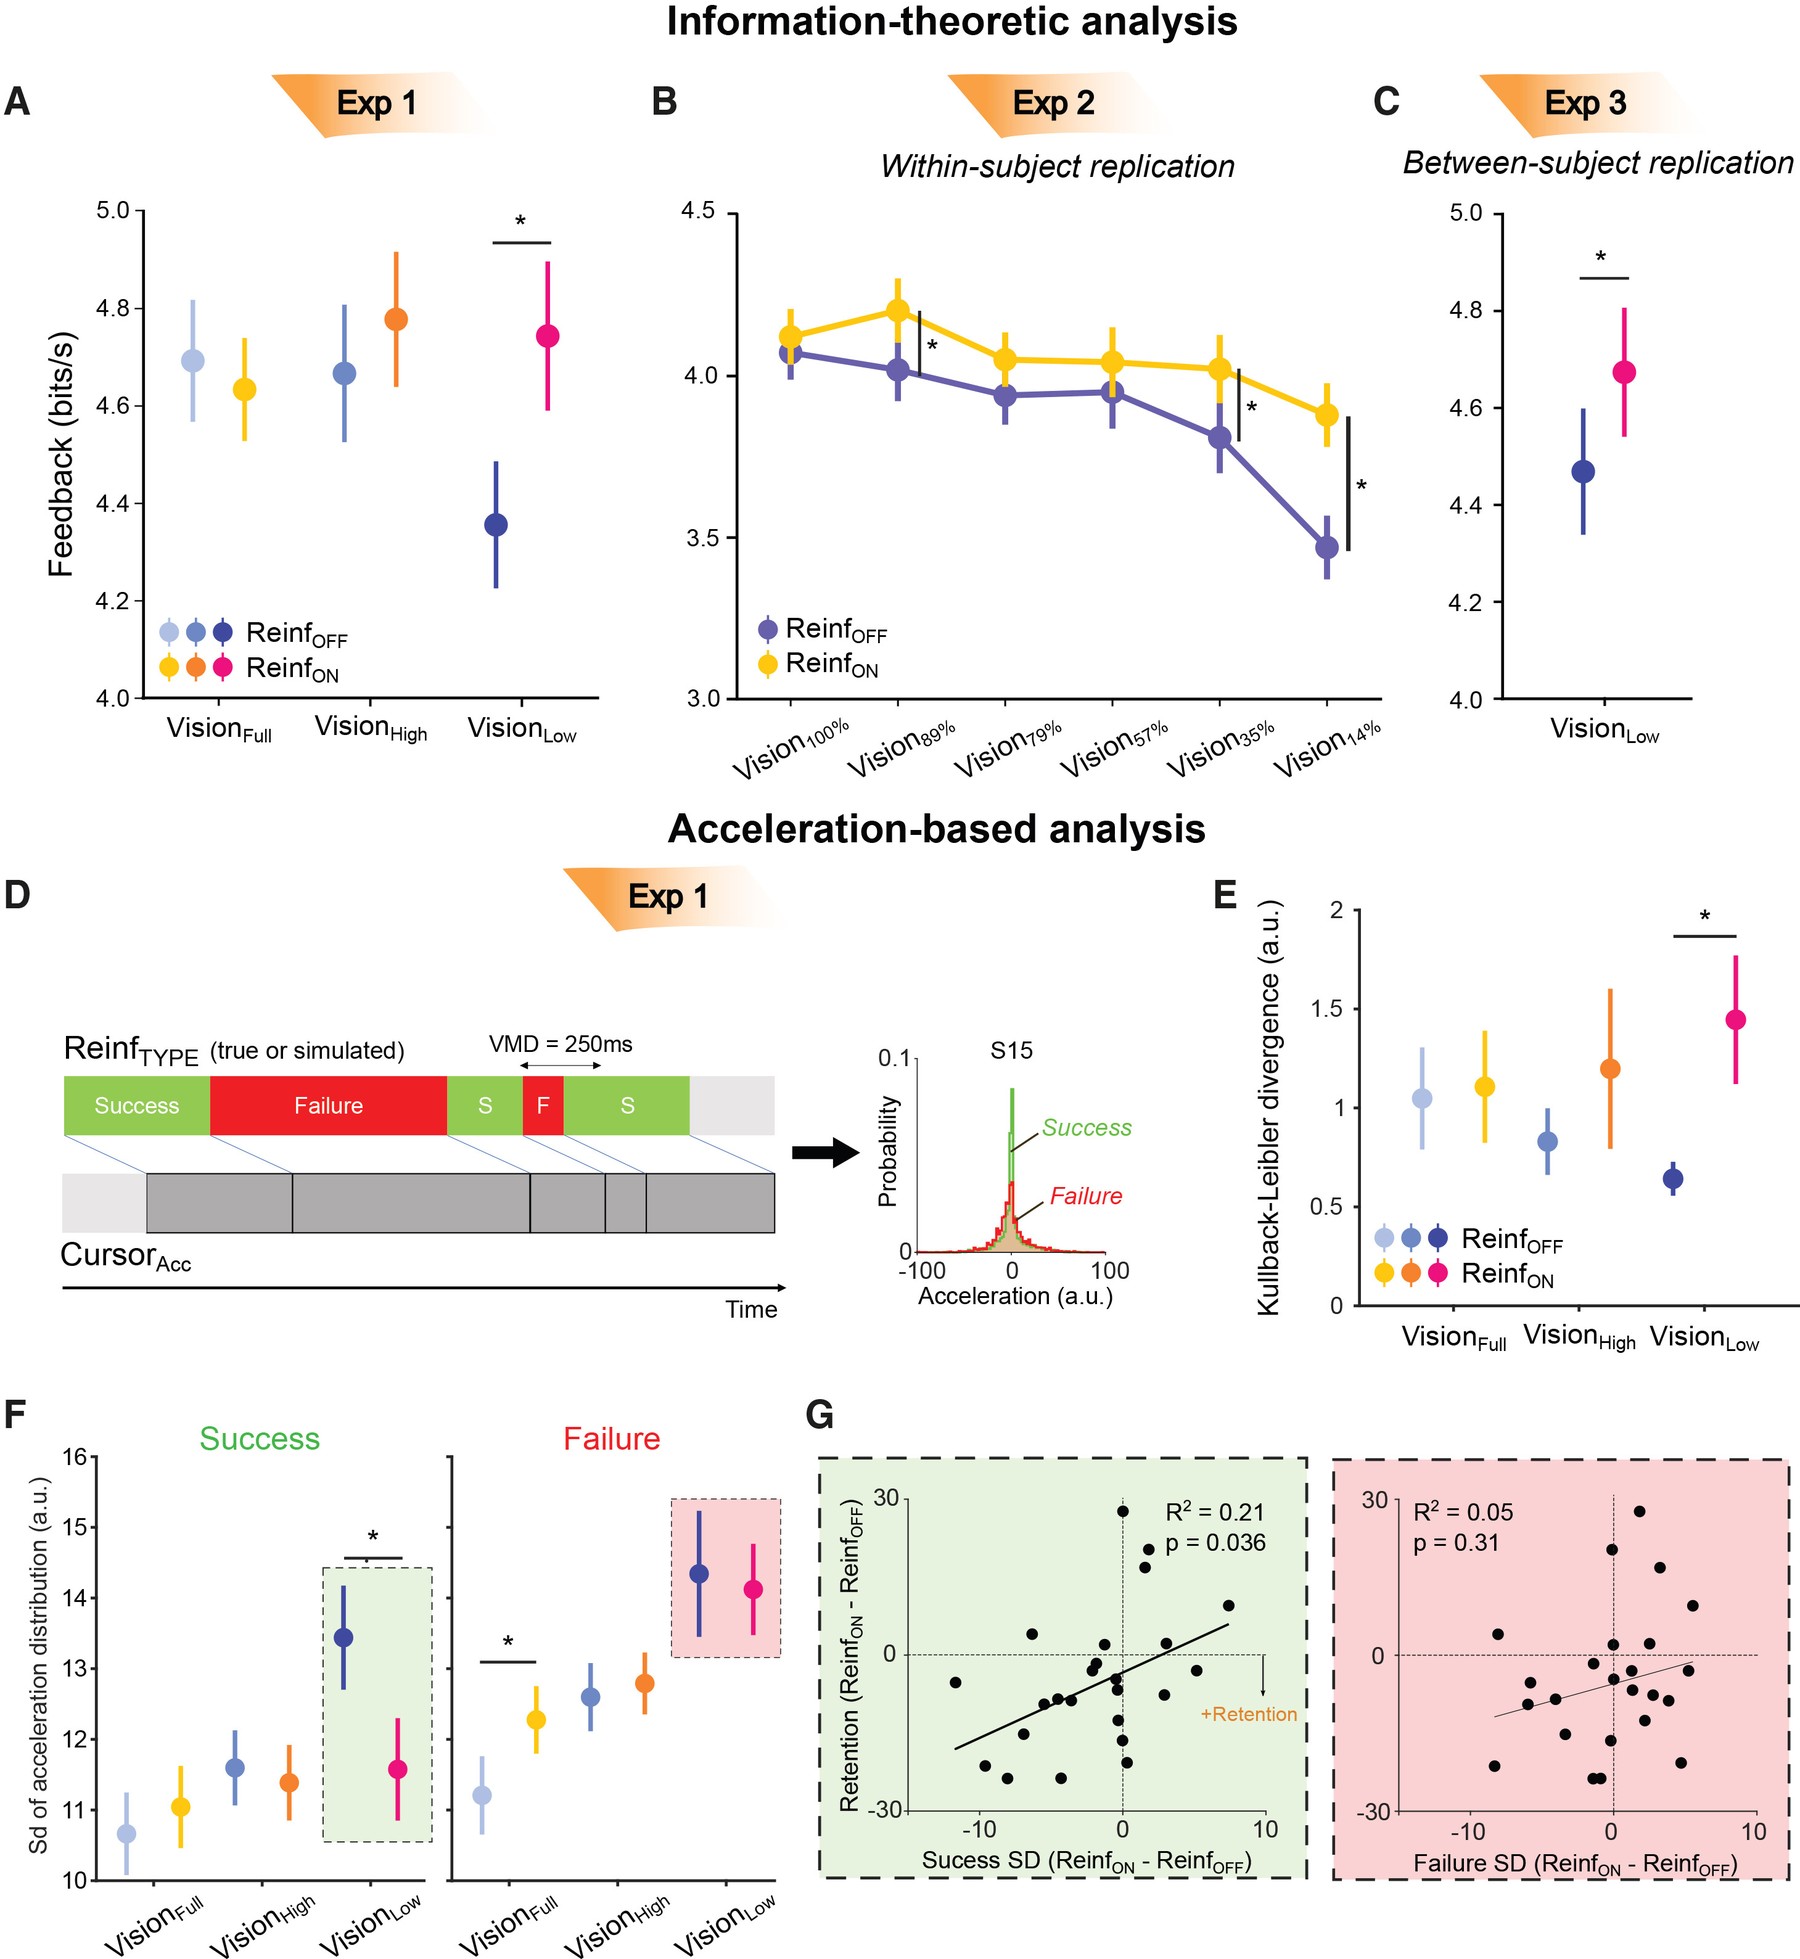 Information-theoretic analysis
A
Exp 1
B
Exp 2
C
Exp 3
Within-subject replication
Between-subject replication
Feedback (bits/s)
5.0
4.8
4.6
4.4
4.2
4.0
*
ReinfOFF
ReinfON
VisionFull
VisionHigh
VisionLow
4.5
4.0
3.5
3.0
*
*
*
ReinfOFF
ReinfON
Vision100%
Vision89%
Vision79%
Vision57%
Vision35%
Vision14%
5.0
4.8
4.6
4.4
4.2
4.0
*
VisionLow
Acceleration-based analysis
D
Exp 1
ReinfTYPE (true or simulated)
VMD = 250ms
Success
Failure
S
F
S
CursorAcc
Time
S15
Probability
0.1
0
Success
Failure
-100
0
100
Acceleration (a.u.)
E
Kullback-Leibler divergence (a.u.)
2
1.5
1
0.5
0
*
ReinfOFF
ReinfON
VisionFull
VisionHigh
VisionLow
F
Success
Failure
Sd of acceleration distribution (a.u.)
16
15
14
13
12
11
10
*
*
VisionFull
VisionHigh
VisionLow
VisionFull
VisionHigh
VisionLow
G
Retention (ReinfON - ReinfOFF)
30
0
-30
R2 = 0.21
p = 0.036
+Retention
-10
0
10
Sucess SD (ReinfON - ReinfOFF)
30
0
-30
R2 = 0.05
p = 0.31
-10
0
10
Failure SD (ReinfON - ReinfOFF)